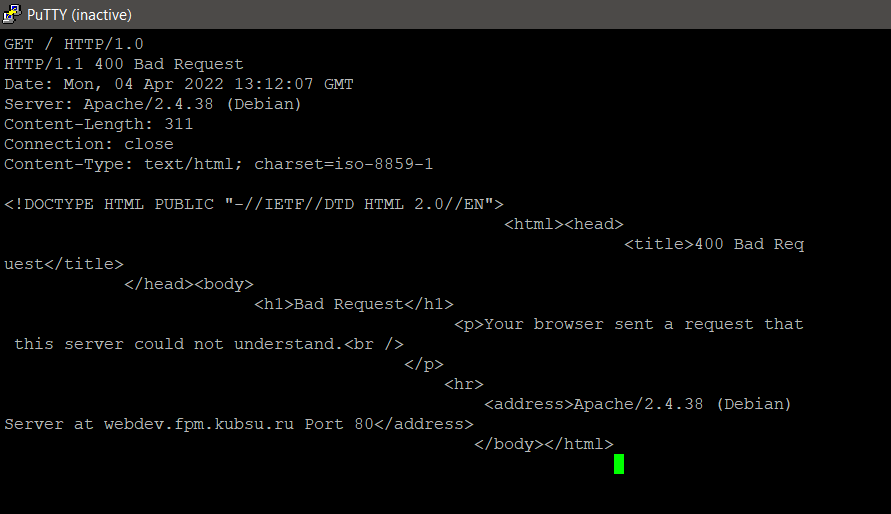 PuTTY (inactive)
GET / HTTP/1.0
HTTP/1.1 400 Bad Request
Date: Mon, 04 Apr 2022 13:12:07 GMT
Server: Apache/2.4.38 (Debian)
Content-Length: 311
Connection: close
Content-Type: text/html; charset=iso-8859-1
<!DOCTYPE HTML PUBLIC "-//IETF//DTD HTML 2.0//EN">
<html><head>
<title>400 Bad Req
uest</title>
</head><body>
<h1>Bad Request</h1>
<p>Your browser sent a request that
this server could not understand.<br />
</p>
<hr>
<address>Apache/2.4.38 (Debian)
Server at webdev.fpm.kubsu.ru Port 80</address>
</body></html>